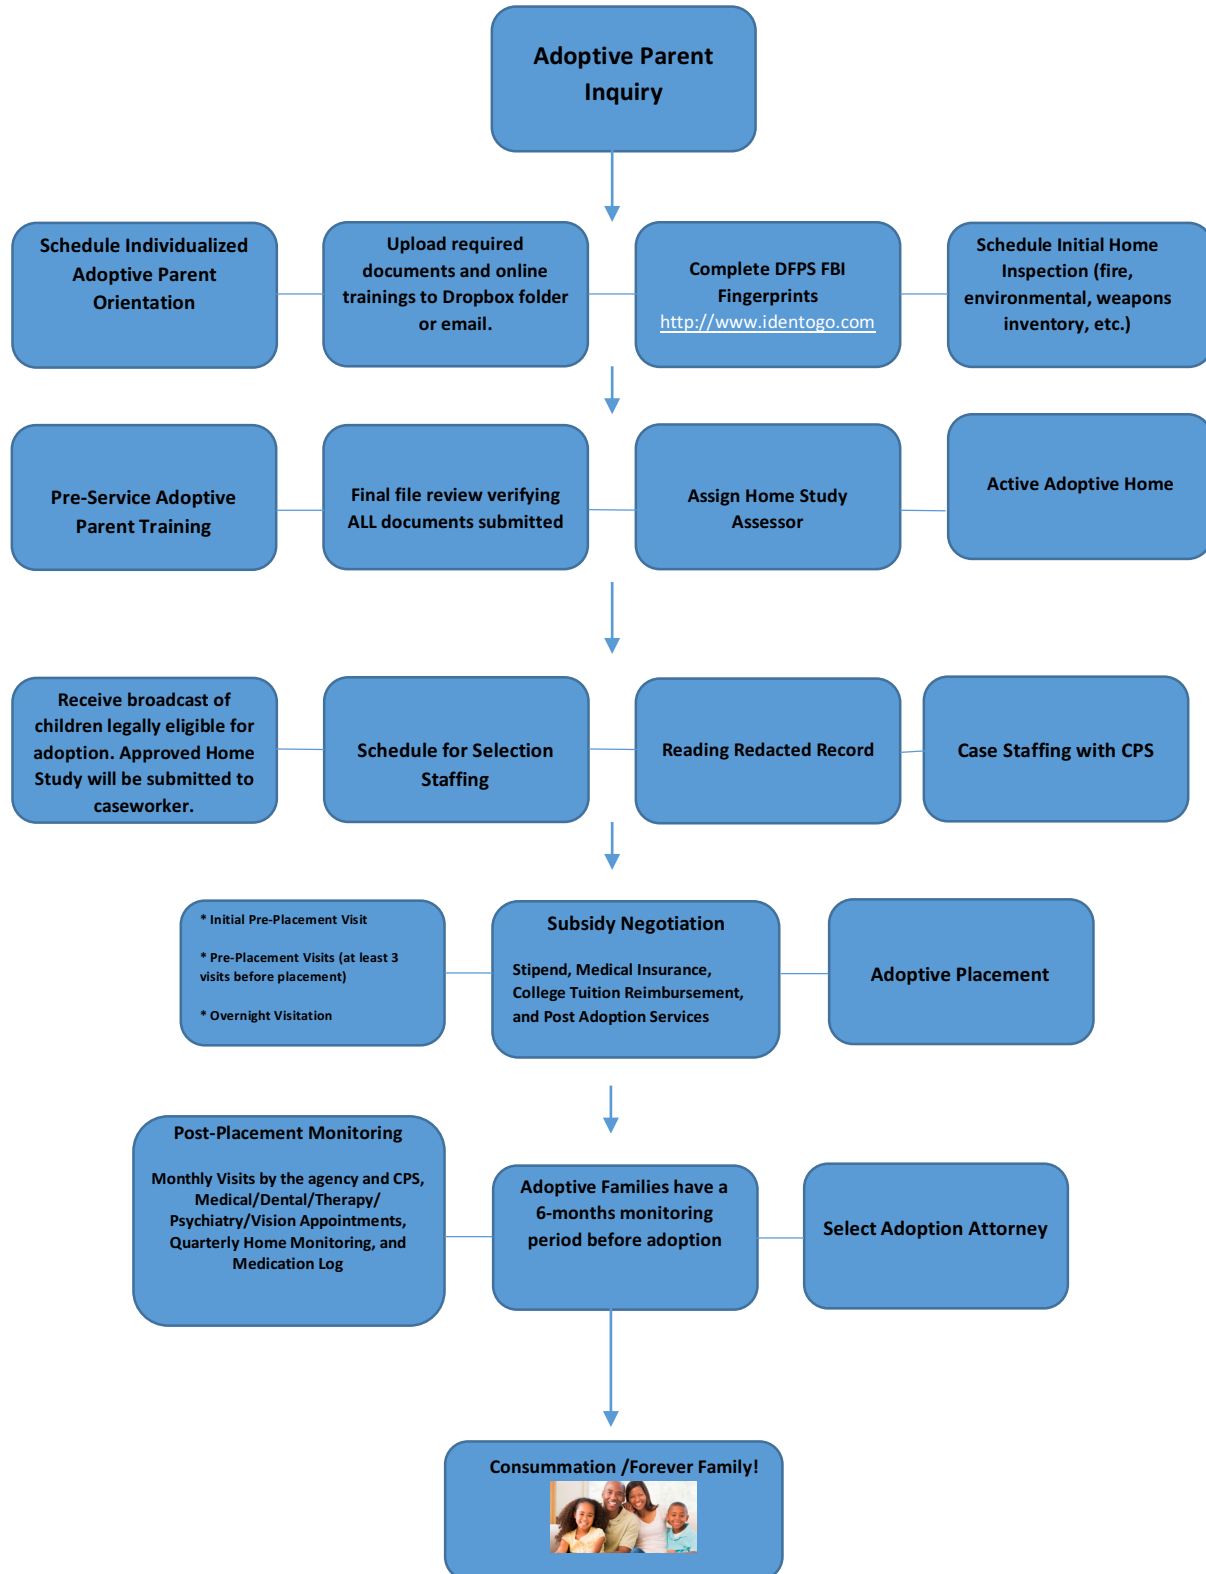 Adoptive Parent
Inquiry
Schedule Individualized
Adoptive Parent
Orientation
Upload required
documents and online
trainings to Dropbox folder
or email.
Complete DFPS FBI
Fingerprints
http://www.identogo.com
Schedule Initial Home
Inspection (fire,
environmental, weapons
inventory, etc.)
Pre-Service Adoptive
Parent Training
Final file review verifying
ALL documents submitted
Assign Home Study
Assessor
Active Adoptive Home
Receive broadcast of
children legally eligible for
adoption. Approved Home
Study will be submitted to
caseworker.
Schedule for Selection
Staffing
Reading Redacted Record
Case Staffing with CPS
* Initial Pre-Placement Visit
* Pre-Placement Visits (at least 3
visits before placement)
* Overnight Visitation
Subsidy Negotiation
Stipend, Medical Insurance,
College Tuition Reimbursement,
and Post Adoption Services
Adoptive Placement
Post-Placement Monitoring
Monthly Visits by the agency and CPS,
Medical/Dental/Therapy/
Psychiatry/Vision Appointments,
Quarterly Home Monitoring, and
Medication Log
Adoptive Families have a
6-months monitoring
period before adoption
Select Adoption Attorney
Consummation /Forever Family!